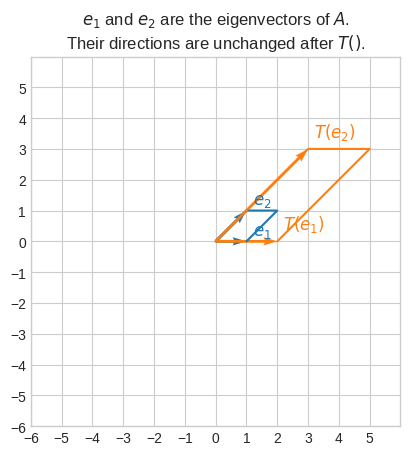 e₁ and e₂ are the eigenvectors of A.
Their directions are unchanged after T().
5
4
T(e₂)
3
2
e₂
1
T(e₁)
e₁
0
−1
−2
−3
−4
−5
−6
−6 −5 −4 −3 −2 −1 0 1 2 3 4 5